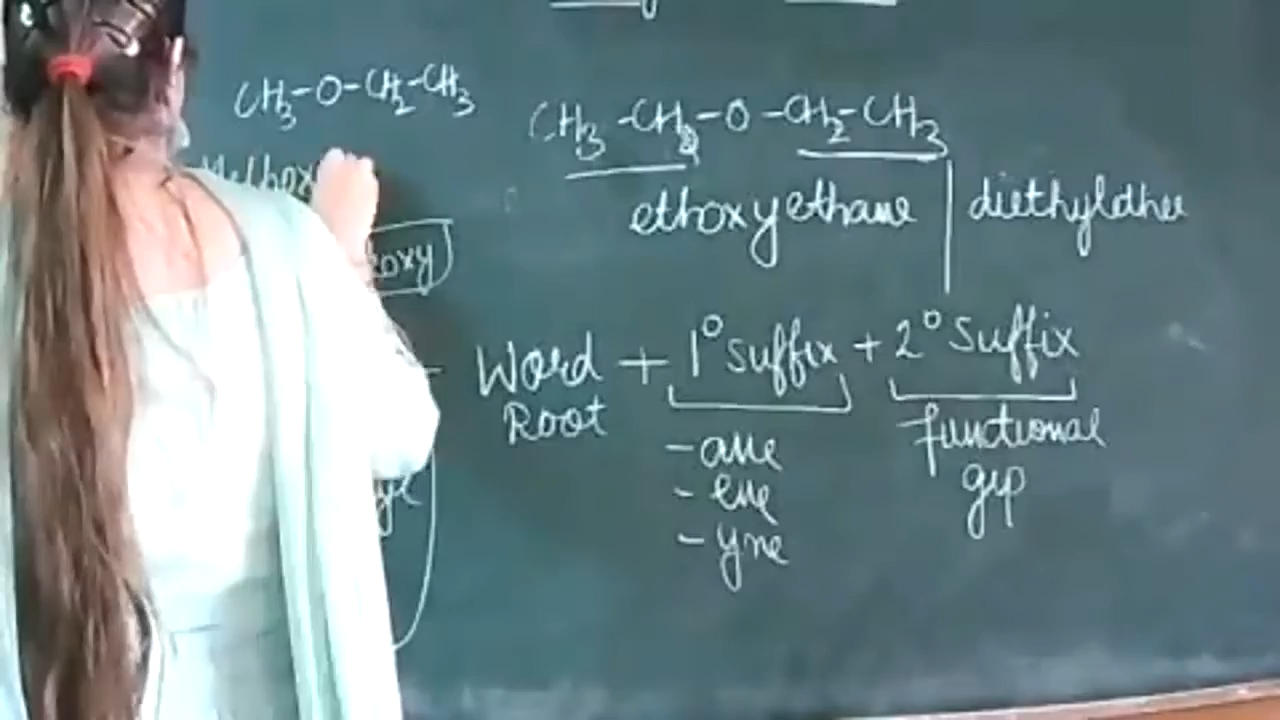 CH3-O-CH2-CH3
Methox
CH3-CH2-O-CH2-CH3
ethoxyethane | diethylether
oxy
Word + 1° suffix + 2° suffix
Root
-ane
-ene
-yne
functional
grp